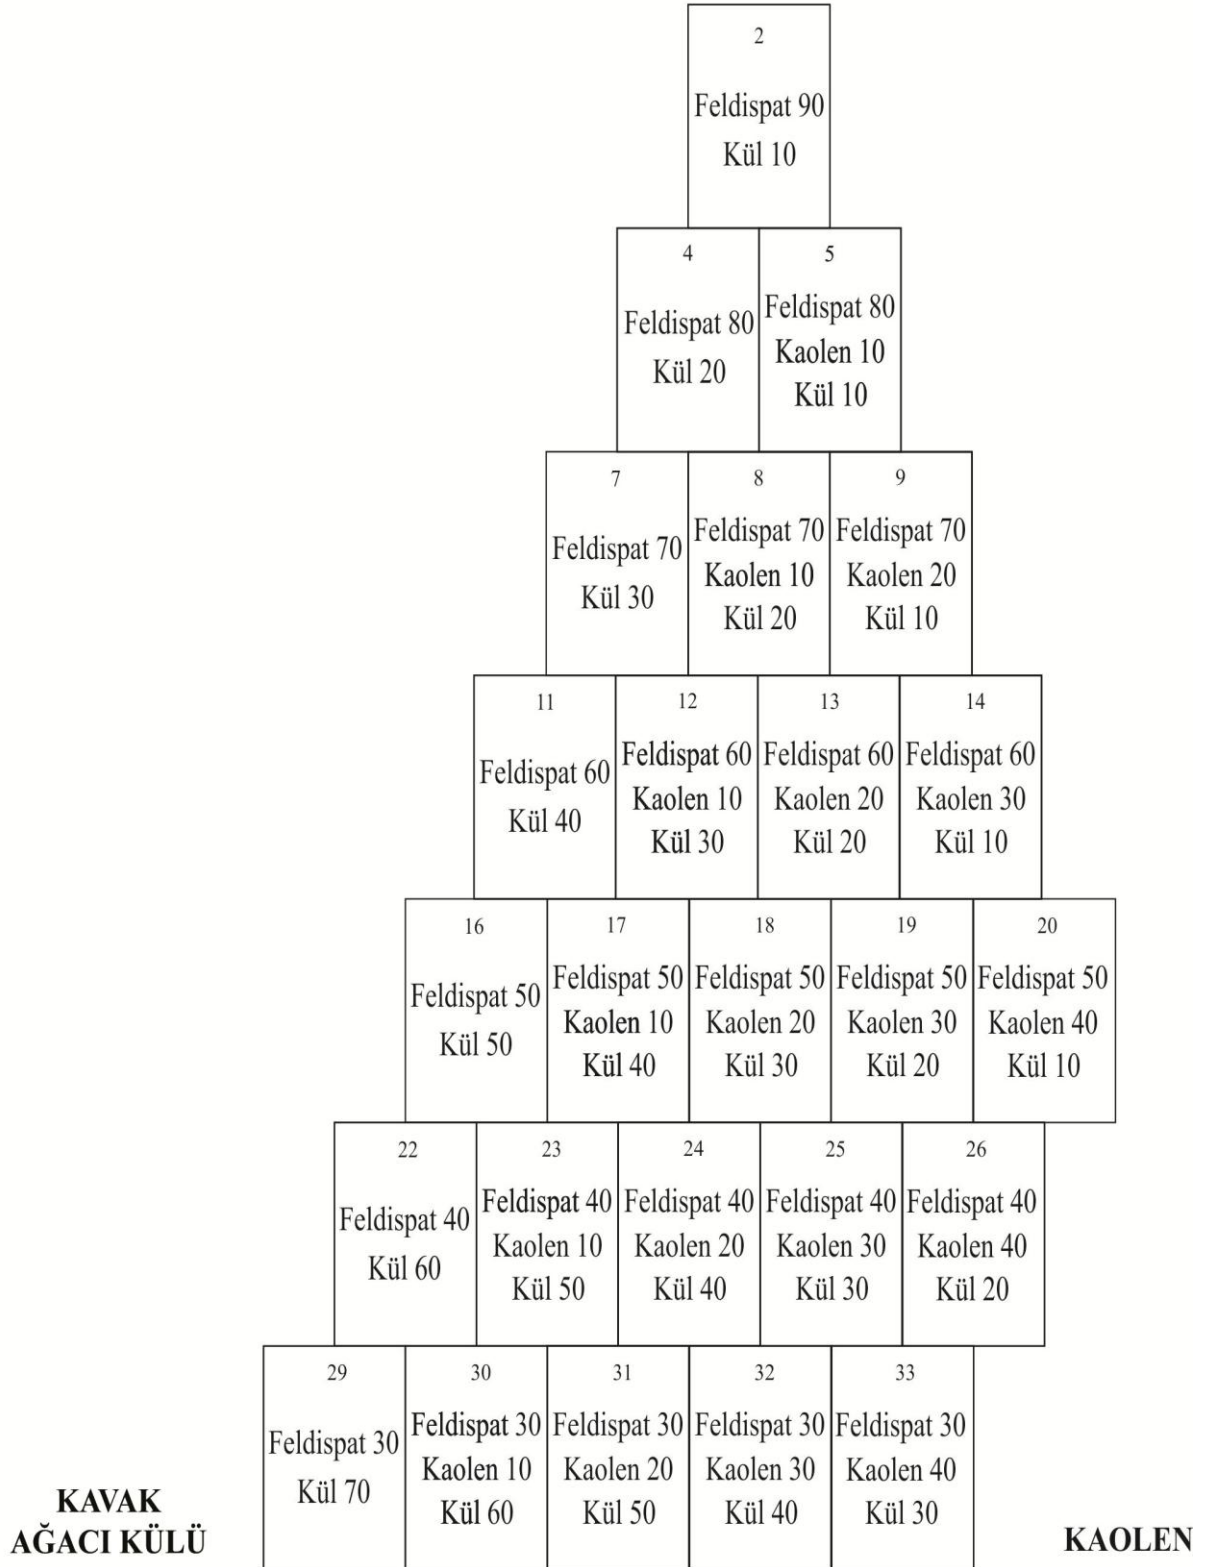 2
Feldispat 90
Kül 10
4
Feldispat 80
Kül 20
5
Feldispat 80
Kaolen 10
Kül 10
7
Feldispat 70
Kül 30
8
Feldispat 70
Kaolen 10
Kül 20
9
Feldispat 70
Kaolen 20
Kül 10
11
Feldispat 60
Kül 40
12
Feldispat 60
Kaolen 10
Kül 30
13
Feldispat 60
Kaolen 20
Kül 20
14
Feldispat 60
Kaolen 30
Kül 10
16
Feldispat 50
Kül 50
17
Feldispat 50
Kaolen 10
Kül 40
18
Feldispat 50
Kaolen 20
Kül 30
19
Feldispat 50
Kaolen 30
Kül 20
20
Feldispat 50
Kaolen 40
Kül 10
22
Feldispat 40
Kül 60
23
Feldispat 40
Kaolen 10
Kül 50
24
Feldispat 40
Kaolen 20
Kül 40
25
Feldispat 40
Kaolen 30
Kül 30
26
Feldispat 40
Kaolen 40
Kül 20
29
Feldispat 30
Kül 70
30
Feldispat 30
Kaolen 10
Kül 60
31
Feldispat 30
Kaolen 20
Kül 50
32
Feldispat 30
Kaolen 30
Kül 40
33
Feldispat 30
Kaolen 40
Kül 30
KAVAK
AĞACI KÜLÜ
KAOLEN